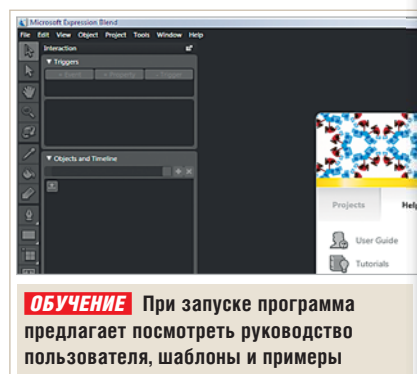 Microsoft Expression Blend
File Edit View Object Project Tools Window Help
Interaction
Triggers
+ Event + Property - Trigger
Objects and Timeline
Projects Help
User Guide
Tutorials
ОБУЧЕНИЕ При запуске программа
предлагает посмотреть руководство
пользователя, шаблоны и примеры